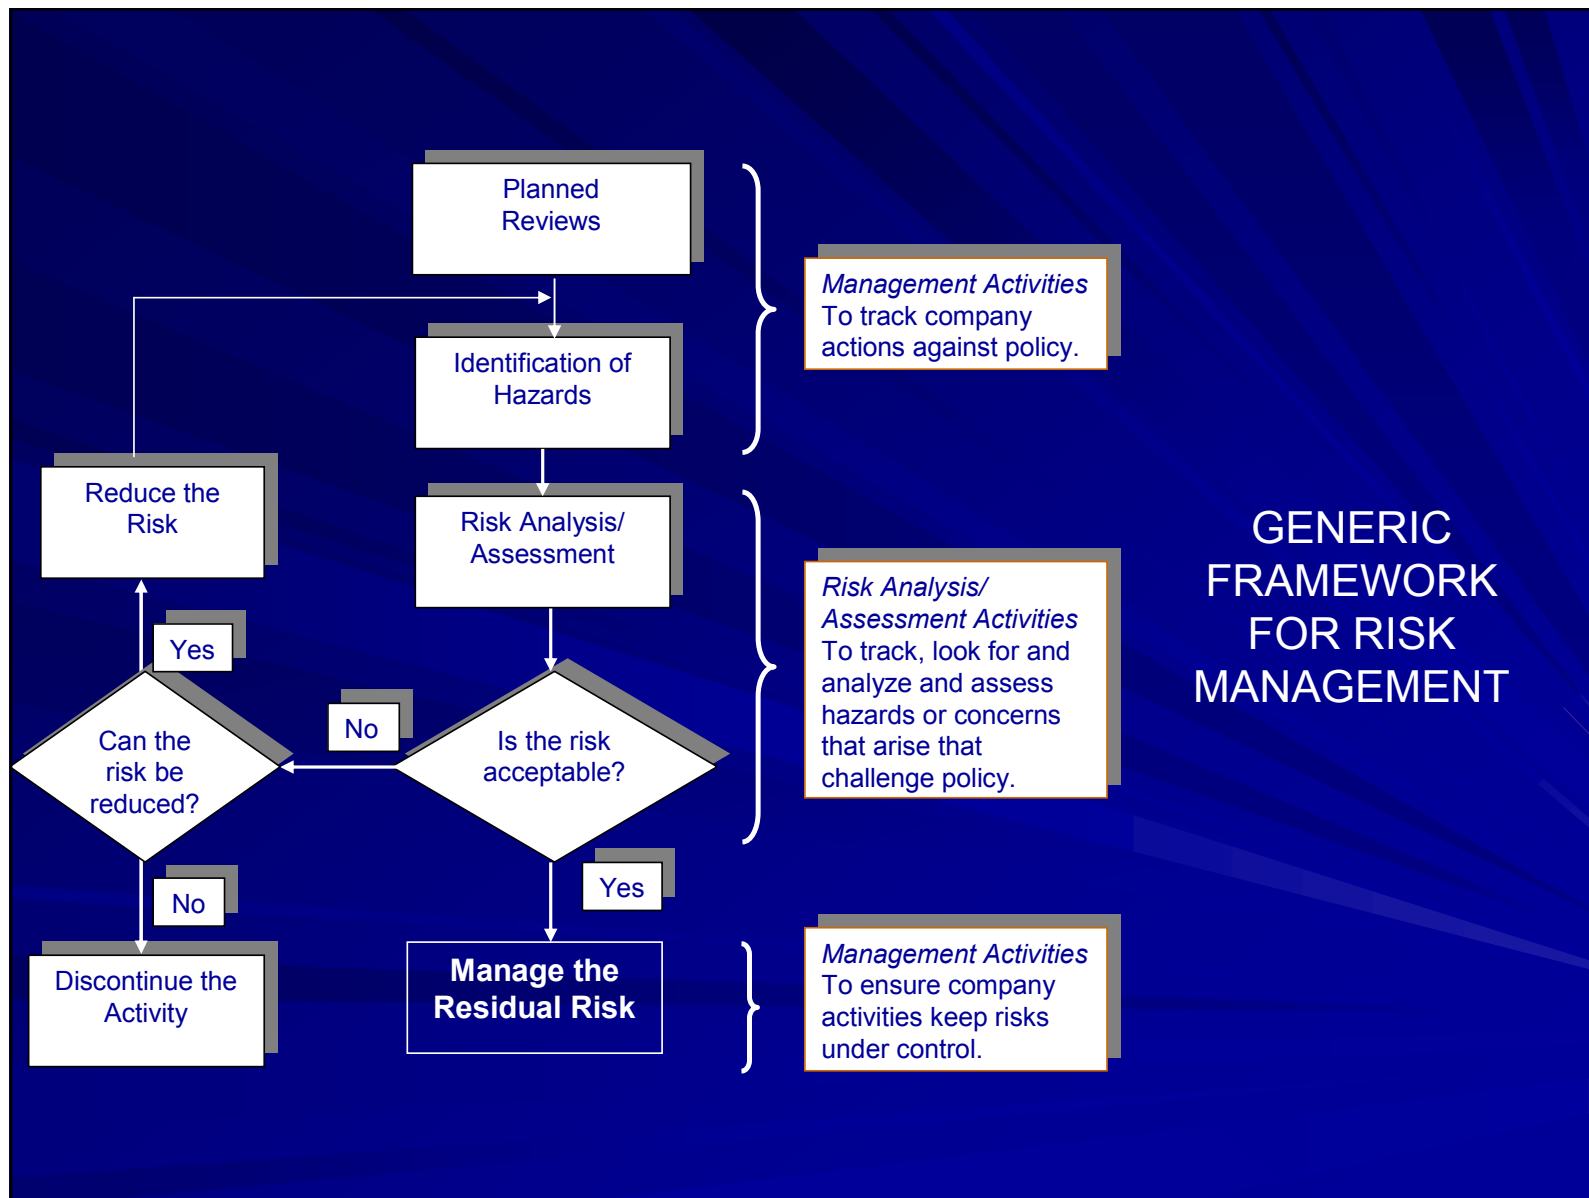 Planned
Reviews
Management Activities
To track company
actions against policy.
Identification of
Hazards
Reduce the
Risk
Risk Analysis/
Assessment
GENERIC
FRAMEWORK
FOR RISK
MANAGEMENT
Risk Analysis/
Assessment Activities
To track, look for and
analyze and assess
hazards or concerns
that arise that
challenge policy.
Yes
No
Can the
risk be
reduced?
Is the risk
acceptable?
Yes
No
Discontinue the
Activity
Manage the
Residual Risk
Management Activities
To ensure company
activities keep risks
under control.